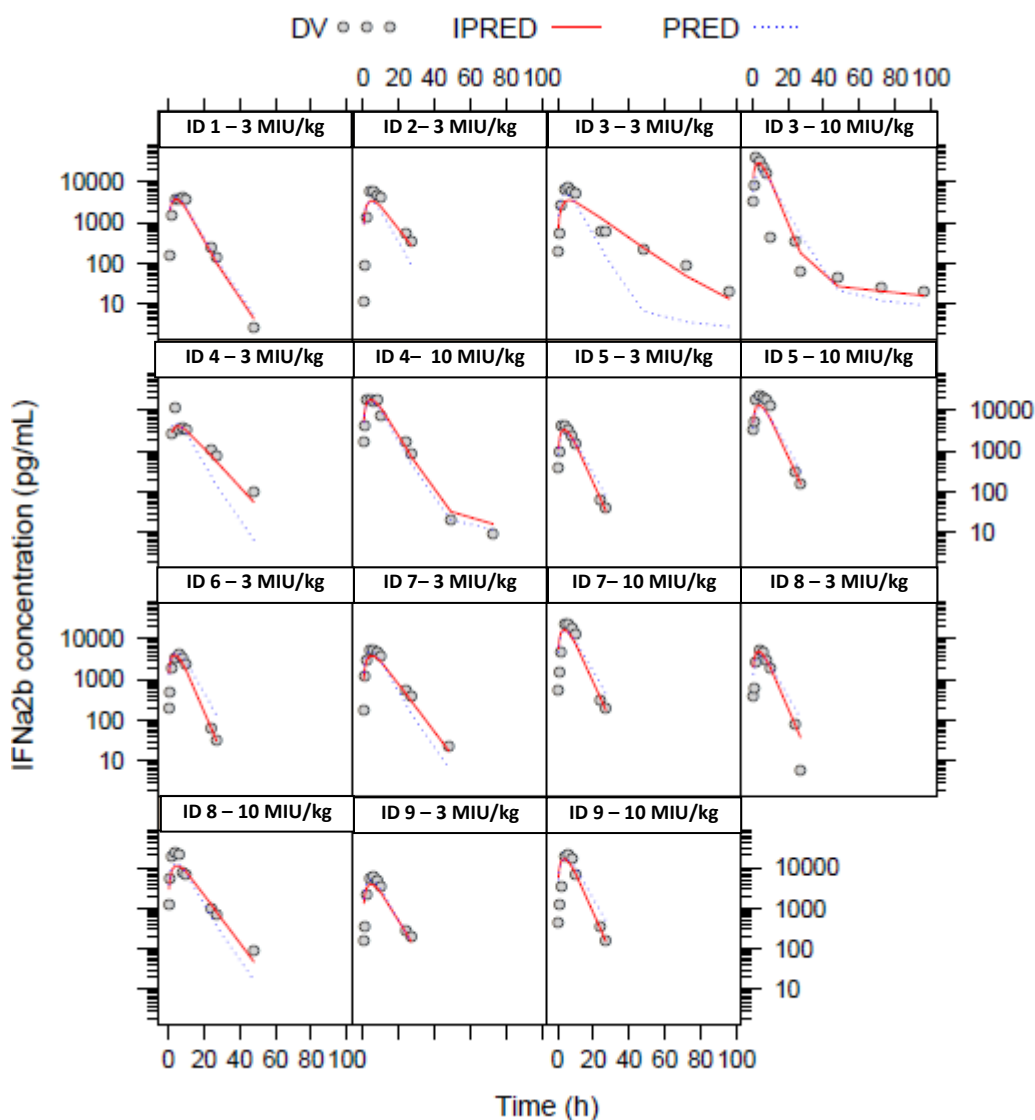 DV IPRED PRED
0 20 40 60 80 100 0 20 40 60 80 100
ID 1 – 3 MIU/kg ID 2– 3 MIU/kg ID 3 – 3 MIU/kg ID 3 – 10 MIU/kg
10000
1000
100
10
ID 4 – 3 MIU/kg ID 4– 10 MIU/kg ID 5 – 3 MIU/kg ID 5 – 10 MIU/kg
10000
1000
100
10
ID 6 – 3 MIU/kg ID 7– 3 MIU/kg ID 7– 10 MIU/kg ID 8 – 3 MIU/kg
10000
1000
100
10
ID 8 – 10 MIU/kg ID 9 – 3 MIU/kg ID 9 – 10 MIU/kg
10000
1000
100
10
0 20 40 60 80 100 0 20 40 60 80 100
Time (h)
IFNa2b concentration (pg/mL)